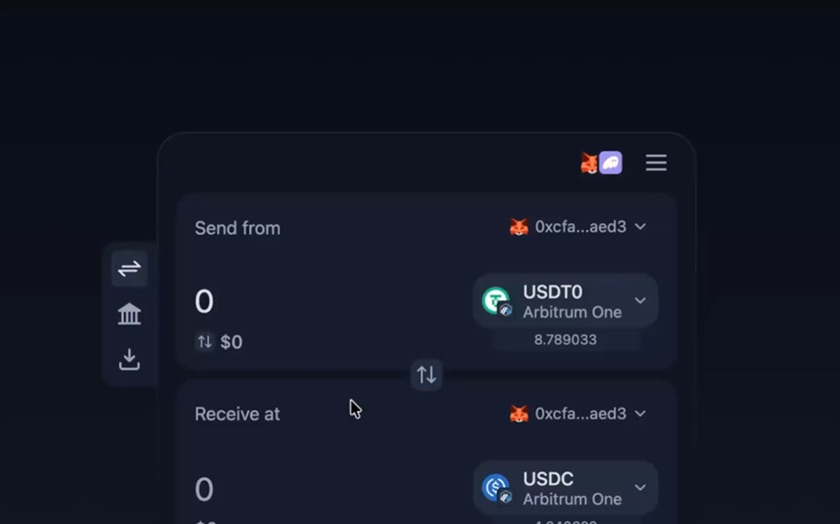 Send from
0xcfa...aed3
0
USDT0
Arbitrum One
$0
8.789033
Receive at
0xcfa...aed3
0
USDC
Arbitrum One